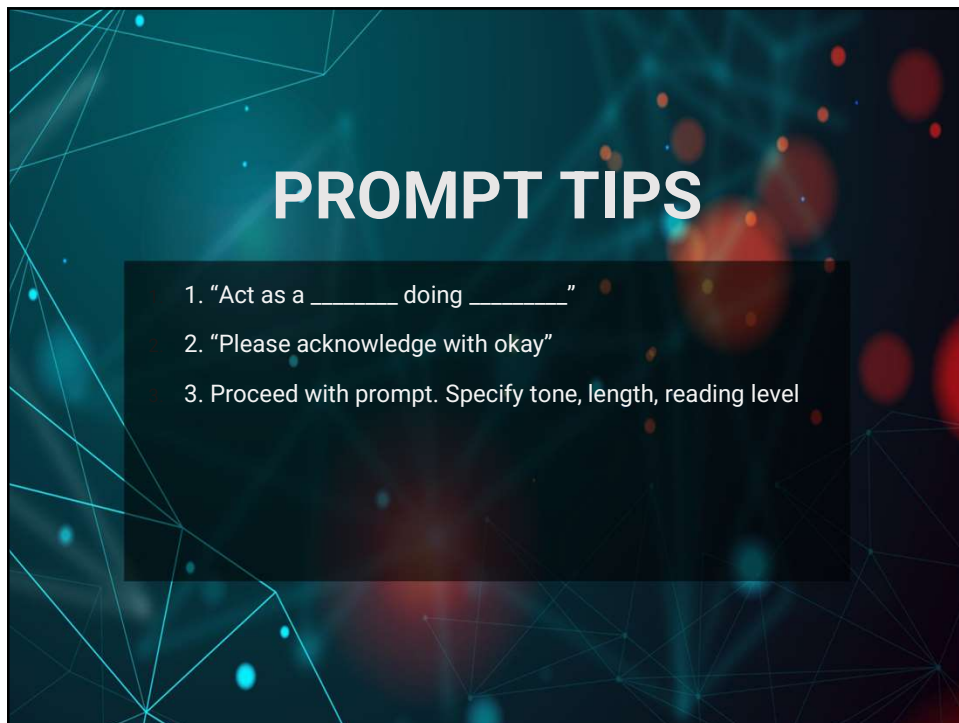 PROMPT TIPS
1. “Act as a ________ doing _________”
2. “Please acknowledge with okay”
3. Proceed with prompt. Specify tone, length, reading level